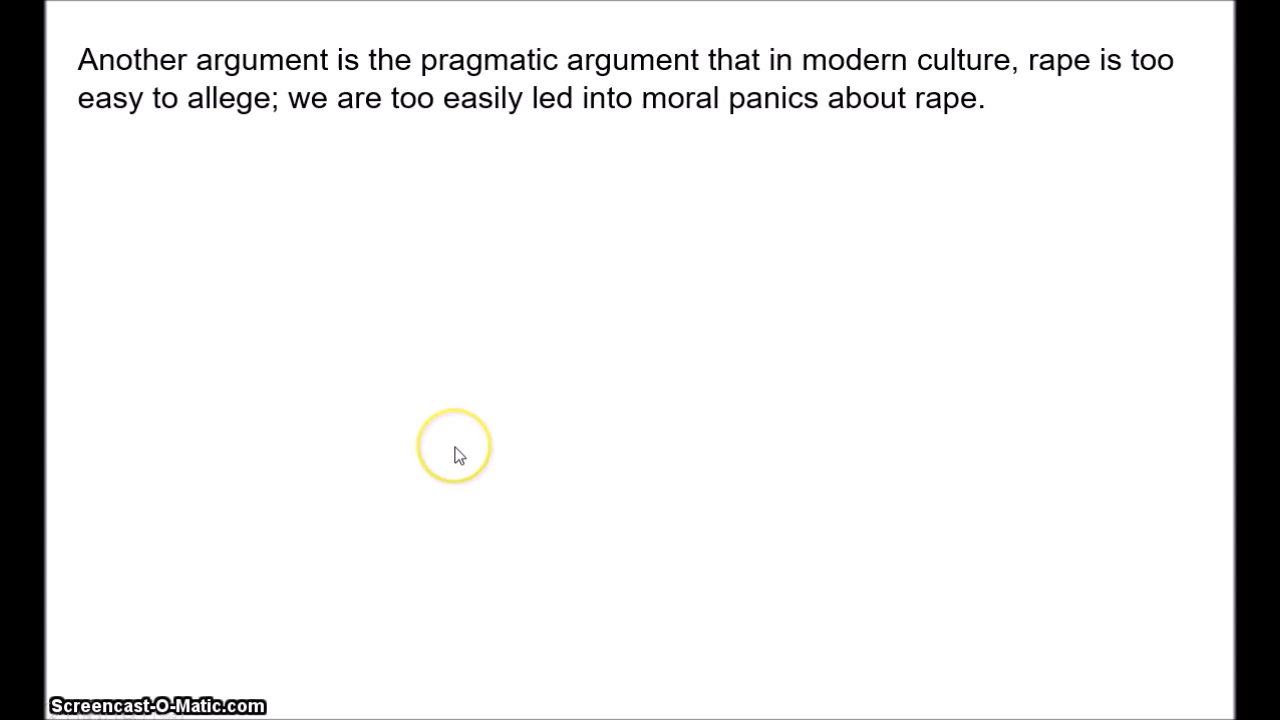 Another argument is the pragmatic argument that in modern culture, rape is too
easy to allege; we are too easily led into moral panics about rape.
Screencast-O-Matic.com